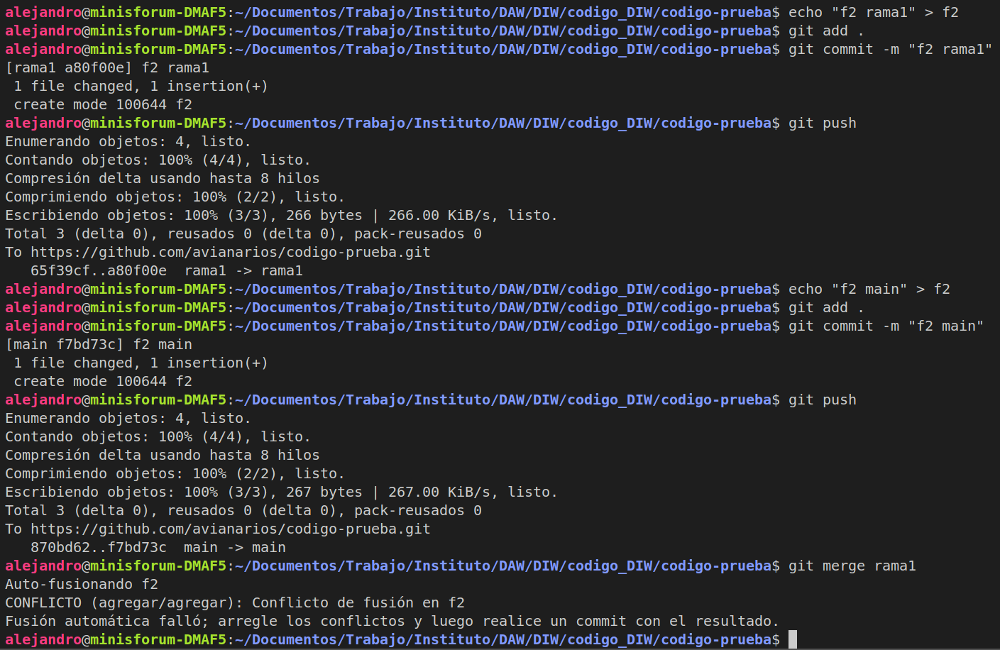 alejandro@minisforum-DMAF5:~/Documentos/Trabajo/Instituto/DAW/DIW/codigo_DIW/codigo-prueba$ echo "f2 rama1" > f2
alejandro@minisforum-DMAF5:~/Documentos/Trabajo/Instituto/DAW/DIW/codigo_DIW/codigo-prueba$ git add .
alejandro@minisforum-DMAF5:~/Documentos/Trabajo/Instituto/DAW/DIW/codigo_DIW/codigo-prueba$ git commit -m "f2 rama1"
[rama1 a80f00e] f2 rama1
 1 file changed, 1 insertion(+)
 create mode 100644 f2
alejandro@minisforum-DMAF5:~/Documentos/Trabajo/Instituto/DAW/DIW/codigo_DIW/codigo-prueba$ git push
Enumerando objetos: 4, listo.
Contando objetos: 100% (4/4), listo.
Compresión delta usando hasta 8 hilos
Comprimiendo objetos: 100% (2/2), listo.
Escribiendo objetos: 100% (3/3), 266 bytes | 266.00 KiB/s, listo.
Total 3 (delta 0), reusados 0 (delta 0), pack-reusados 0
To https://github.com/avianarios/codigo-prueba.git
   65f39cf..a80f00e  rama1 -> rama1
alejandro@minisforum-DMAF5:~/Documentos/Trabajo/Instituto/DAW/DIW/codigo_DIW/codigo-prueba$ echo "f2 main" > f2
alejandro@minisforum-DMAF5:~/Documentos/Trabajo/Instituto/DAW/DIW/codigo_DIW/codigo-prueba$ git add .
alejandro@minisforum-DMAF5:~/Documentos/Trabajo/Instituto/DAW/DIW/codigo_DIW/codigo-prueba$ git commit -m "f2 main"
[main f7bd73c] f2 main
 1 file changed, 1 insertion(+)
 create mode 100644 f2
alejandro@minisforum-DMAF5:~/Documentos/Trabajo/Instituto/DAW/DIW/codigo_DIW/codigo-prueba$ git push
Enumerando objetos: 4, listo.
Contando objetos: 100% (4/4), listo.
Compresión delta usando hasta 8 hilos
Comprimiendo objetos: 100% (2/2), listo.
Escribiendo objetos: 100% (3/3), 267 bytes | 267.00 KiB/s, listo.
Total 3 (delta 0), reusados 0 (delta 0), pack-reusados 0
To https://github.com/avianarios/codigo-prueba.git
   870bd62..f7bd73c  main -> main
alejandro@minisforum-DMAF5:~/Documentos/Trabajo/Instituto/DAW/DIW/codigo_DIW/codigo-prueba$ git merge rama1
Auto-fusionando f2
CONFLICTO (agregar/agregar): Conflicto de fusión en f2
Fusión automática falló; arregle los conflictos y luego realice un commit con el resultado.
alejandro@minisforum-DMAF5:~/Documentos/Trabajo/Instituto/DAW/DIW/codigo_DIW/codigo-prueba$